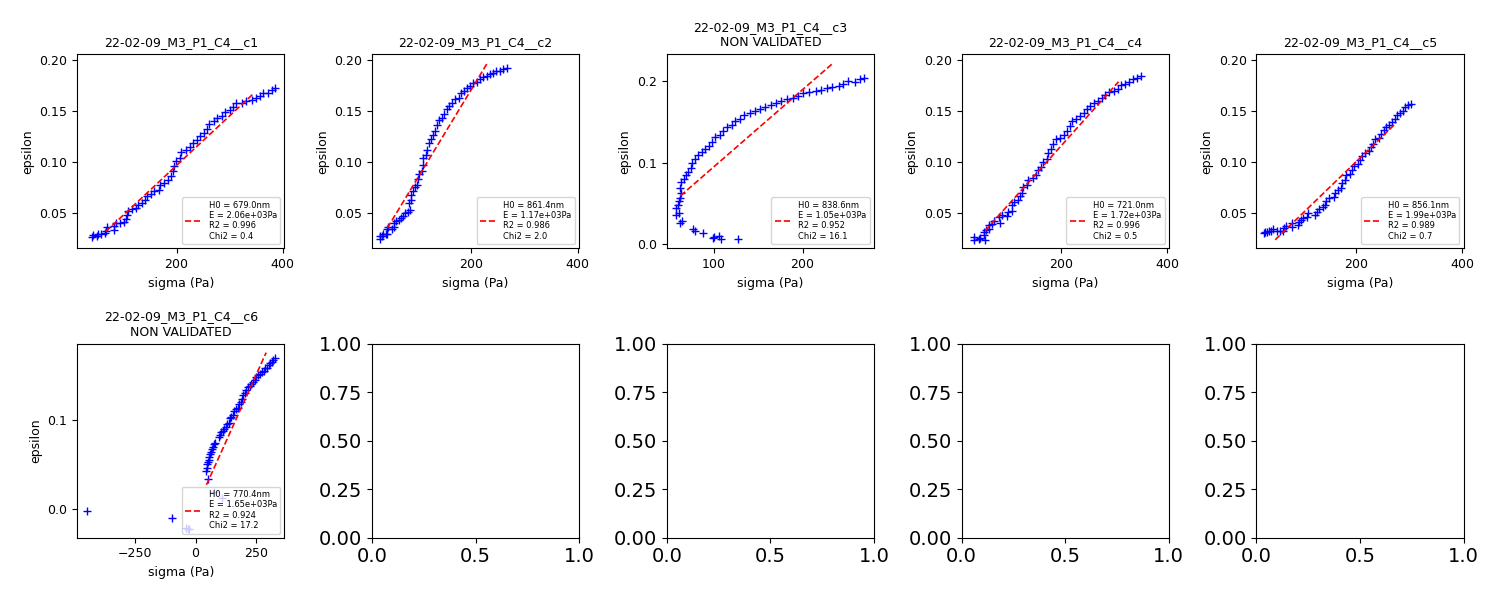 22-02-09_M3_P1_C4__c1
0.20
0.15
0.10
0.05
epsilon
200
400
sigma (Pa)
H0 = 679.0nm
E = 2.06e+03Pa
R2 = 0.996
Chi2 = 0.4
22-02-09_M3_P1_C4__c2
0.20
0.15
0.10
0.05
epsilon
200
400
sigma (Pa)
H0 = 861.4nm
E = 1.17e+03Pa
R2 = 0.986
Chi2 = 2.0
22-02-09_M3_P1_C4__c3
NON VALIDATED
0.2
0.1
0.0
epsilon
100
200
sigma (Pa)
H0 = 838.6nm
E = 1.05e+03Pa
R2 = 0.952
Chi2 = 16.1
22-02-09_M3_P1_C4__c4
0.20
0.15
0.10
0.05
epsilon
200
400
sigma (Pa)
H0 = 721.0nm
E = 1.72e+03Pa
R2 = 0.996
Chi2 = 0.5
22-02-09_M3_P1_C4__c5
0.20
0.15
0.10
0.05
epsilon
200
400
sigma (Pa)
H0 = 856.1nm
E = 1.99e+03Pa
R2 = 0.989
Chi2 = 0.7
22-02-09_M3_P1_C4__c6
NON VALIDATED
0.1
0.0
epsilon
−250
0
250
sigma (Pa)
H0 = 770.4nm
E = 1.65e+03Pa
R2 = 0.924
Chi2 = 17.2
1.00
0.75
0.50
0.25
0.00
0.0
0.5
1.0
1.00
0.75
0.50
0.25
0.00
0.0
0.5
1.0
1.00
0.75
0.50
0.25
0.00
0.0
0.5
1.0
1.00
0.75
0.50
0.25
0.00
0.0
0.5
1.0